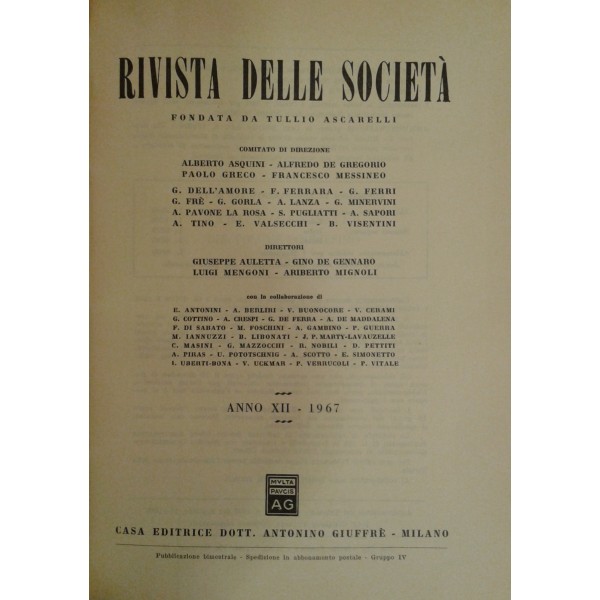 RIVISTA DELLE SOCIETÀ
FONDATA DA TULLIO ASCARELLI
COMITATO DI DIREZIONE
ALBERTO ASQUINI - ALFREDO DE GREGORIO
PAOLO GRECO - FRANCESCO MESSINEO
G. DELL'AMORE - F. FERRARA - G. FERRI
G. FRÈ - G. GORLA - A. LANZA - G. MINERVINI
A. PAVONE LA ROSA - S. PUGLIATTI - A. SAPORI
A. TINO - E. VALSECCHI - B. VISENTINI
DIRETTORI
GIUSEPPE AULETTA - GINO DE GENNARO
LUIGI MENGONI - ARIBERTO MIGNOLI
con la collaborazione di
E. ANTONINI - A. BERLIRI - V. BUONOCORE - V. CERAMI
G. COTTINO - A. CRESPI - G. DE FERRA - A. DE MADDALENA
F. DI SABATO - M. FOSCHINI - A. GAMBINO - P. GUERRA
M. IANNUZZI - B. LIBONATI - J. P. MARTY-LAVAUZELLE
C. MASINI - G. MAZZOCCHI - R. NOBILI - D. PETTITI
A. PIRAS - U. POTOTSCHNIG - A. SCOTTO - E. SIMONETTO
I. UBERTI-BONA - V. UCKMAR - P. VERRUCOLI - P. VITALE
ANNO XII - 1967
MVLTA
PAVCIS
AG
CASA EDITRICE DOTT. ANTONINO GIUFFRÈ - MILANO
Pubblicazione bimestrale - Spedizione in abbonamento postale - Gruppo IV